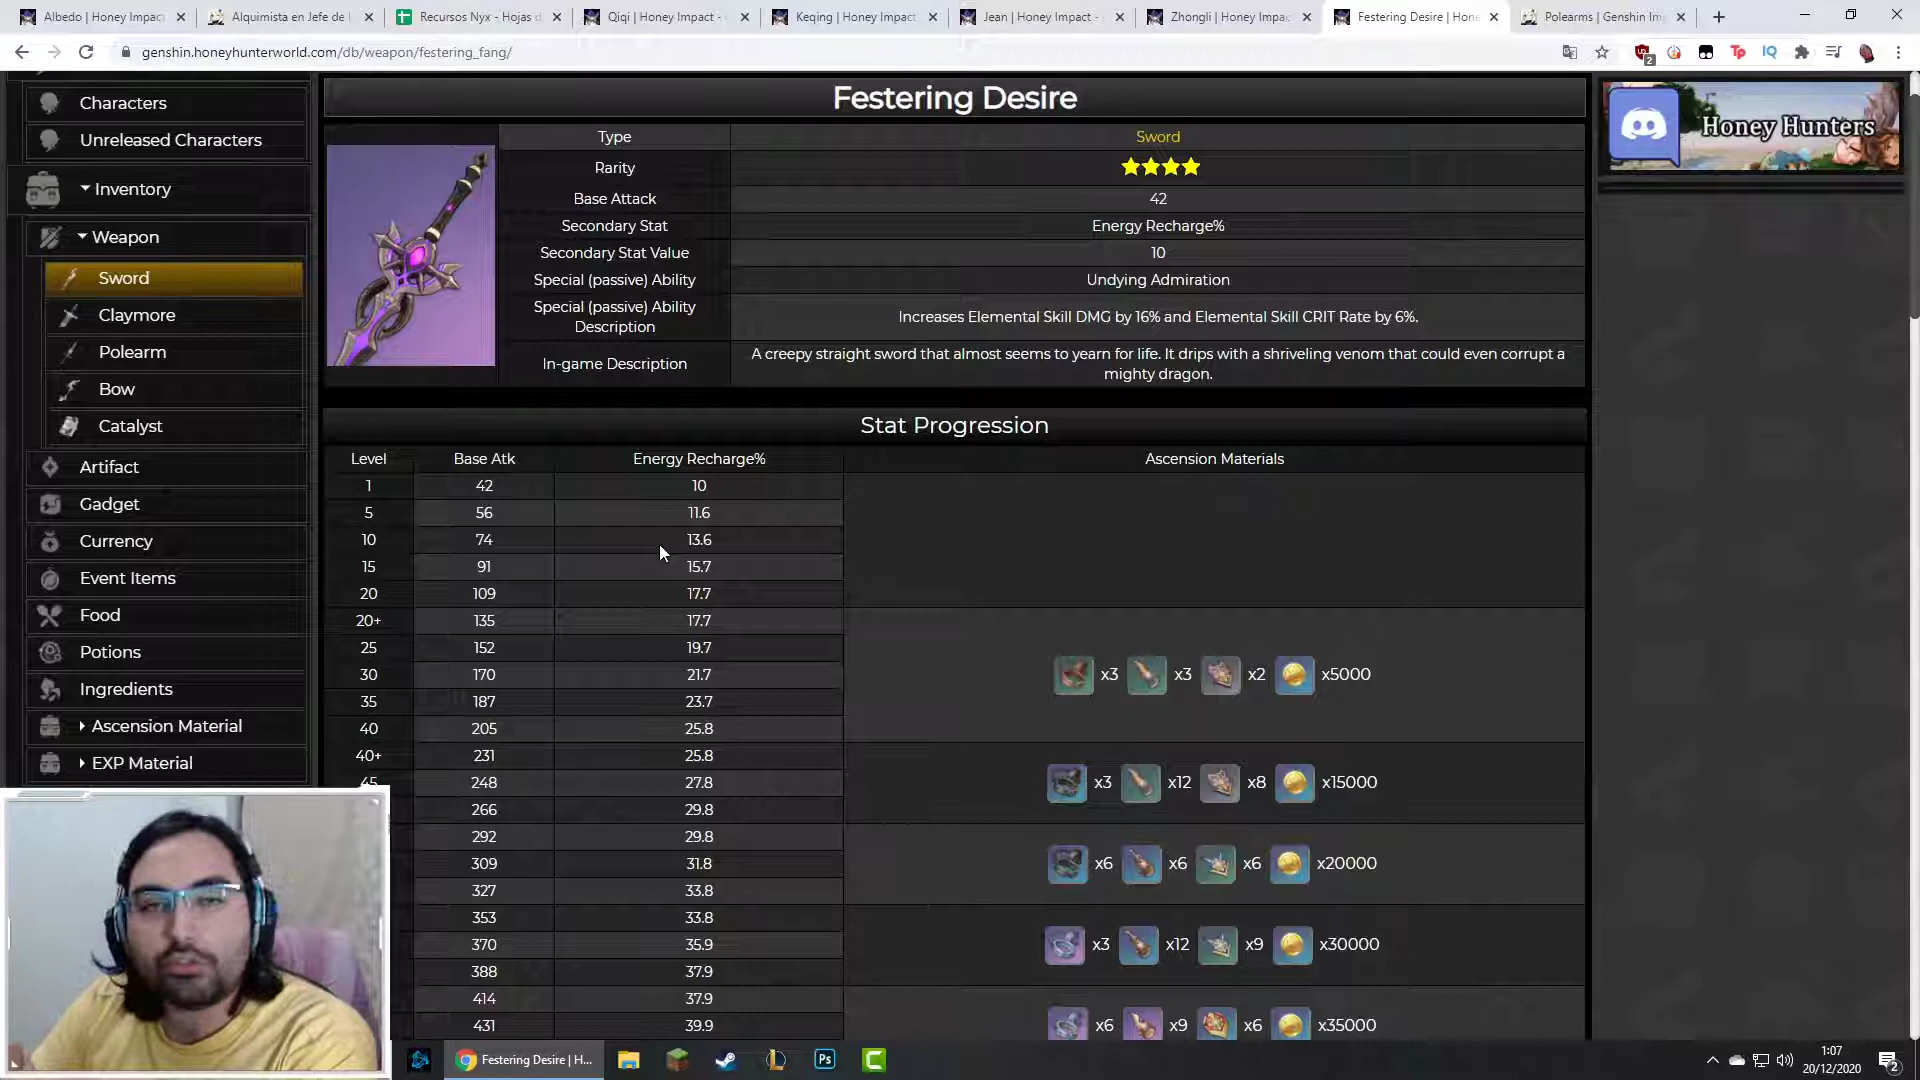 Albedo | Honey Impac
Alquimista en Jefe de
Recursos Nyx - Hojas d
Qiqi | Honey Impact -
Keqing | Honey Impact
Jean | Honey Impact -
Zhongli | Honey Impac
Festering Desire | Hone
Polearms | Genshin Im
genshin.honeyhunterworld.com/db/weapon/festering_fang/
2
Tp
IQ
Characters
Unreleased Characters
Inventory
Weapon
Sword
Claymore
Polearm
Bow
Catalyst
Artifact
Gadget
Currency
Event Items
Food
Potions
Ingredients
Ascension Material
EXP Material
Festering Desire
Type Sword
Rarity
Base Attack 42
Secondary Stat Energy Recharge%
Secondary Stat Value 10
Special (passive) Ability Undying Admiration
Special (passive) Ability
Description
Increases Elemental Skill DMG by 16% and Elemental Skill CRIT Rate by 6%.
In-game Description
A creepy straight sword that almost seems to yearn for life. It drips with a shriveling venom that could even corrupt a
mighty dragon.
Honey Hunters
Stat Progression
Level Base Atk Energy Recharge% Ascension Materials
1 42 10
5 56 11.6
10 74 13.6
15 91 15.7
20 109 17.7
20+ 135 17.7
25 152 19.7
30 170 21.7
x3 x3 x2 x5000
35 187 23.7
40 205 25.8
40+ 231 25.8
45 248 27.8
x3 x12 x8 x15000
266 29.8
292 29.8
309 31.8
x6 x6 x6 x20000
327 33.8
353 33.8
370 35.9
x3 x12 x9 x30000
388 37.9
414 37.9
431 39.9
x6 x9 x6 x35000
Festering Desire | H...
Ps
1:07
20/12/2020
2